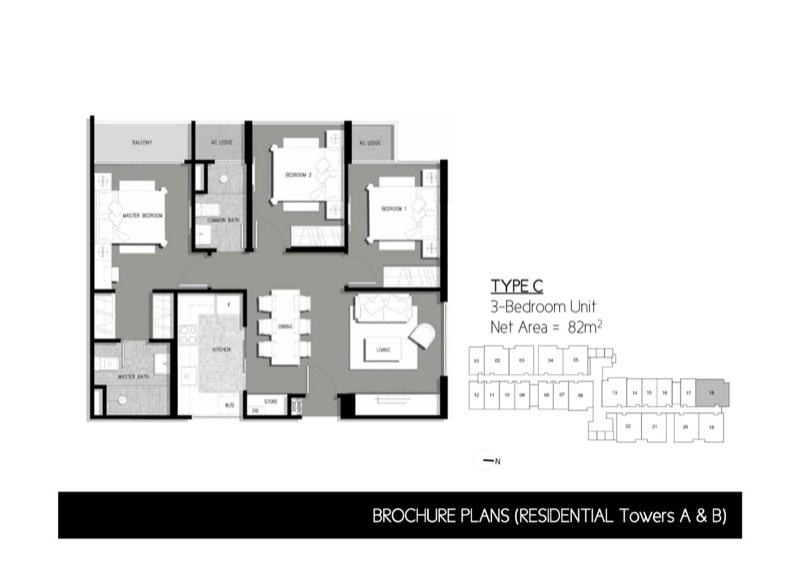 BALCONY
AC LEDGE
AC LEDGE
BEDROOM 2
BEDROOM 1
MASTER BEDROOM
COMMON BATH
F
DINING
KITCHEN
LIVING
MASTER BATH
W/D
STORE
DB
TYPE C
3-Bedroom Unit
Net Area = 82m²
01 02 03 04 05
12 11 10 09 08 07 06
13 14 15 16 17 18
22 21 20 19
N
BROCHURE PLANS (RESIDENTIAL Towers A & B)